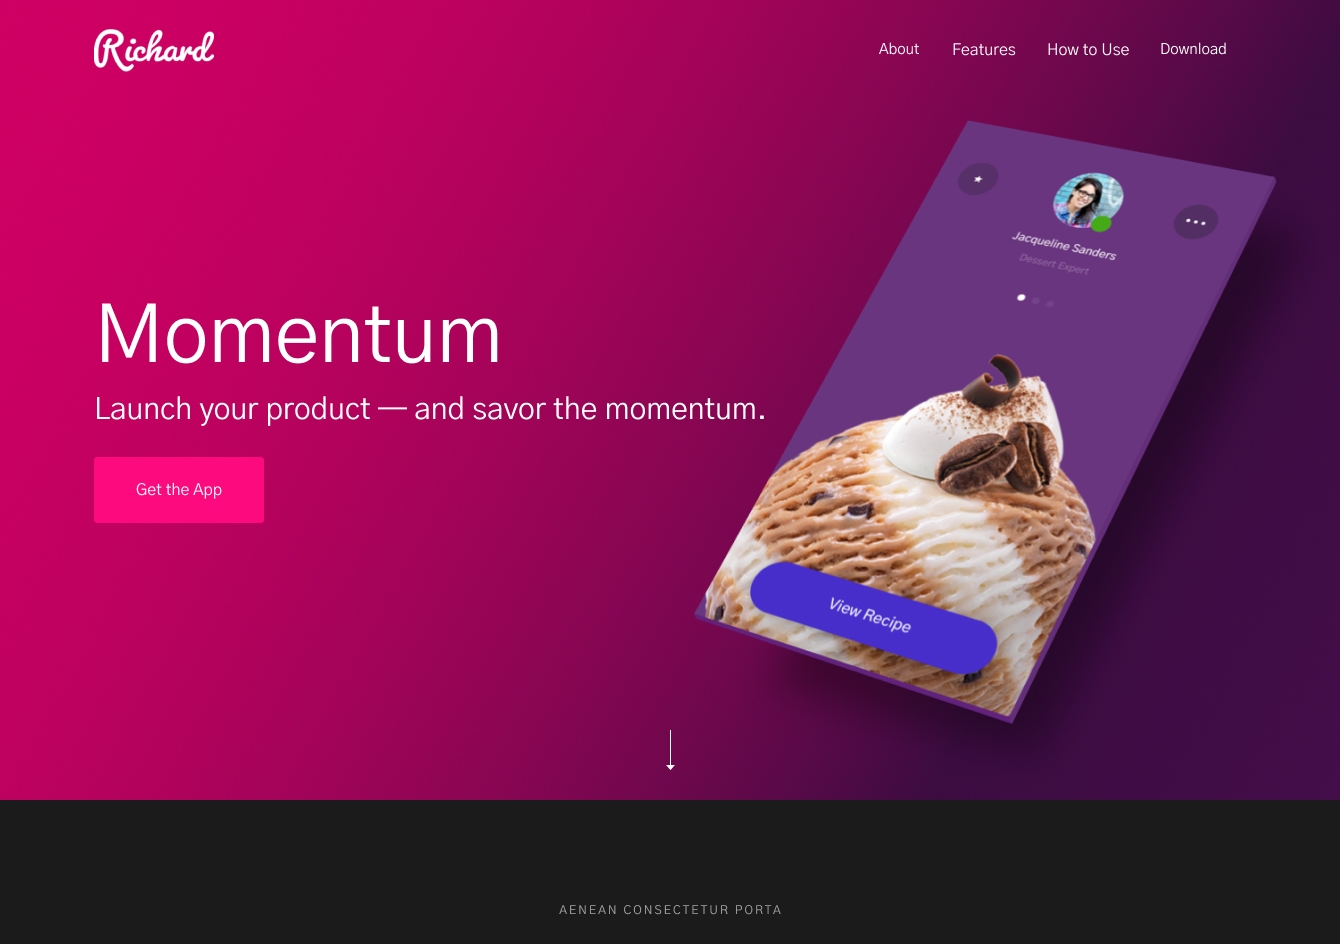 Richard
About
Features
How to Use
Download
Jacqueline Sanders
Dessert Expert
Momentum
Launch your product — and savor the momentum.
Get the App
View Recipe
AENEAN CONSECTETUR PORTA